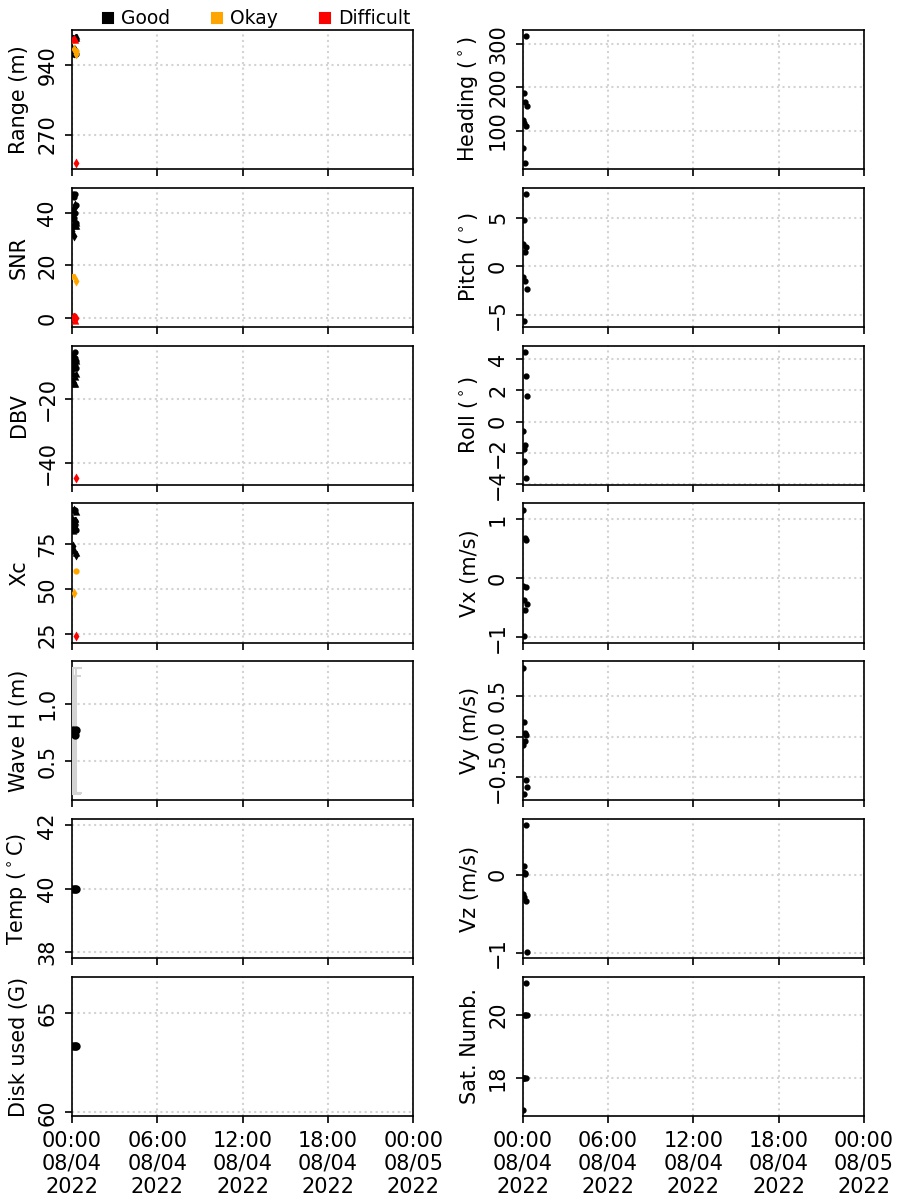 Good Okay Difficult
Range (m)
940
270
Heading (°)
300
200
100
SNR
40
20
0
Pitch (°)
5
0
−5
DBV
−20
−40
Roll (°)
4
2
0
−2
−4
Xc
75
50
25
Vx (m/s)
1
0
−1
Wave H (m)
1.0
0.5
Vy (m/s)
0.5
0.0
−0.5
Temp (°C)
42
40
38
Vz (m/s)
0
−1
Disk used (G)
65
60
Sat. Numb.
20
18
00:00 06:00 12:00 18:00 00:00
08/04 08/04 08/04 08/04 08/05
2022 2022 2022 2022 2022
00:00 06:00 12:00 18:00 00:00
08/04 08/04 08/04 08/04 08/05
2022 2022 2022 2022 2022